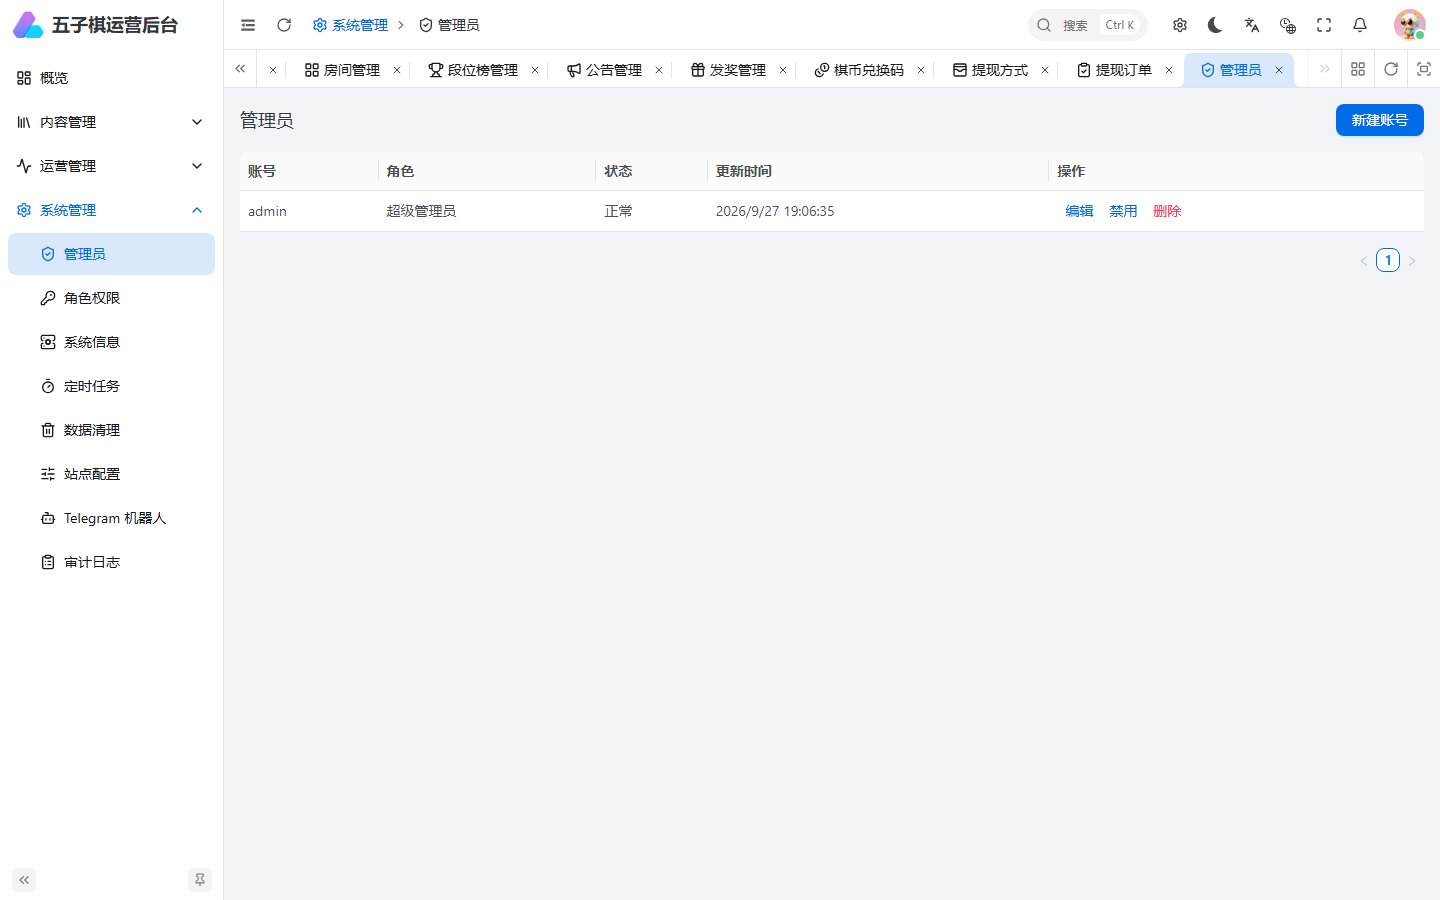 五子棋运营后台
系统管理
管理员
搜索
Ctrl K
房间管理
段位榜管理
公告管理
发奖管理
棋币兑换码
提现方式
提现订单
管理员
概览
内容管理
运营管理
系统管理
管理员
角色权限
系统信息
定时任务
数据清理
站点配置
Telegram 机器人
审计日志
管理员
新建账号
账号 角色 状态 更新时间 操作
admin 超级管理员 正常 2026/9/27 19:06:35 编辑 禁用 删除
1